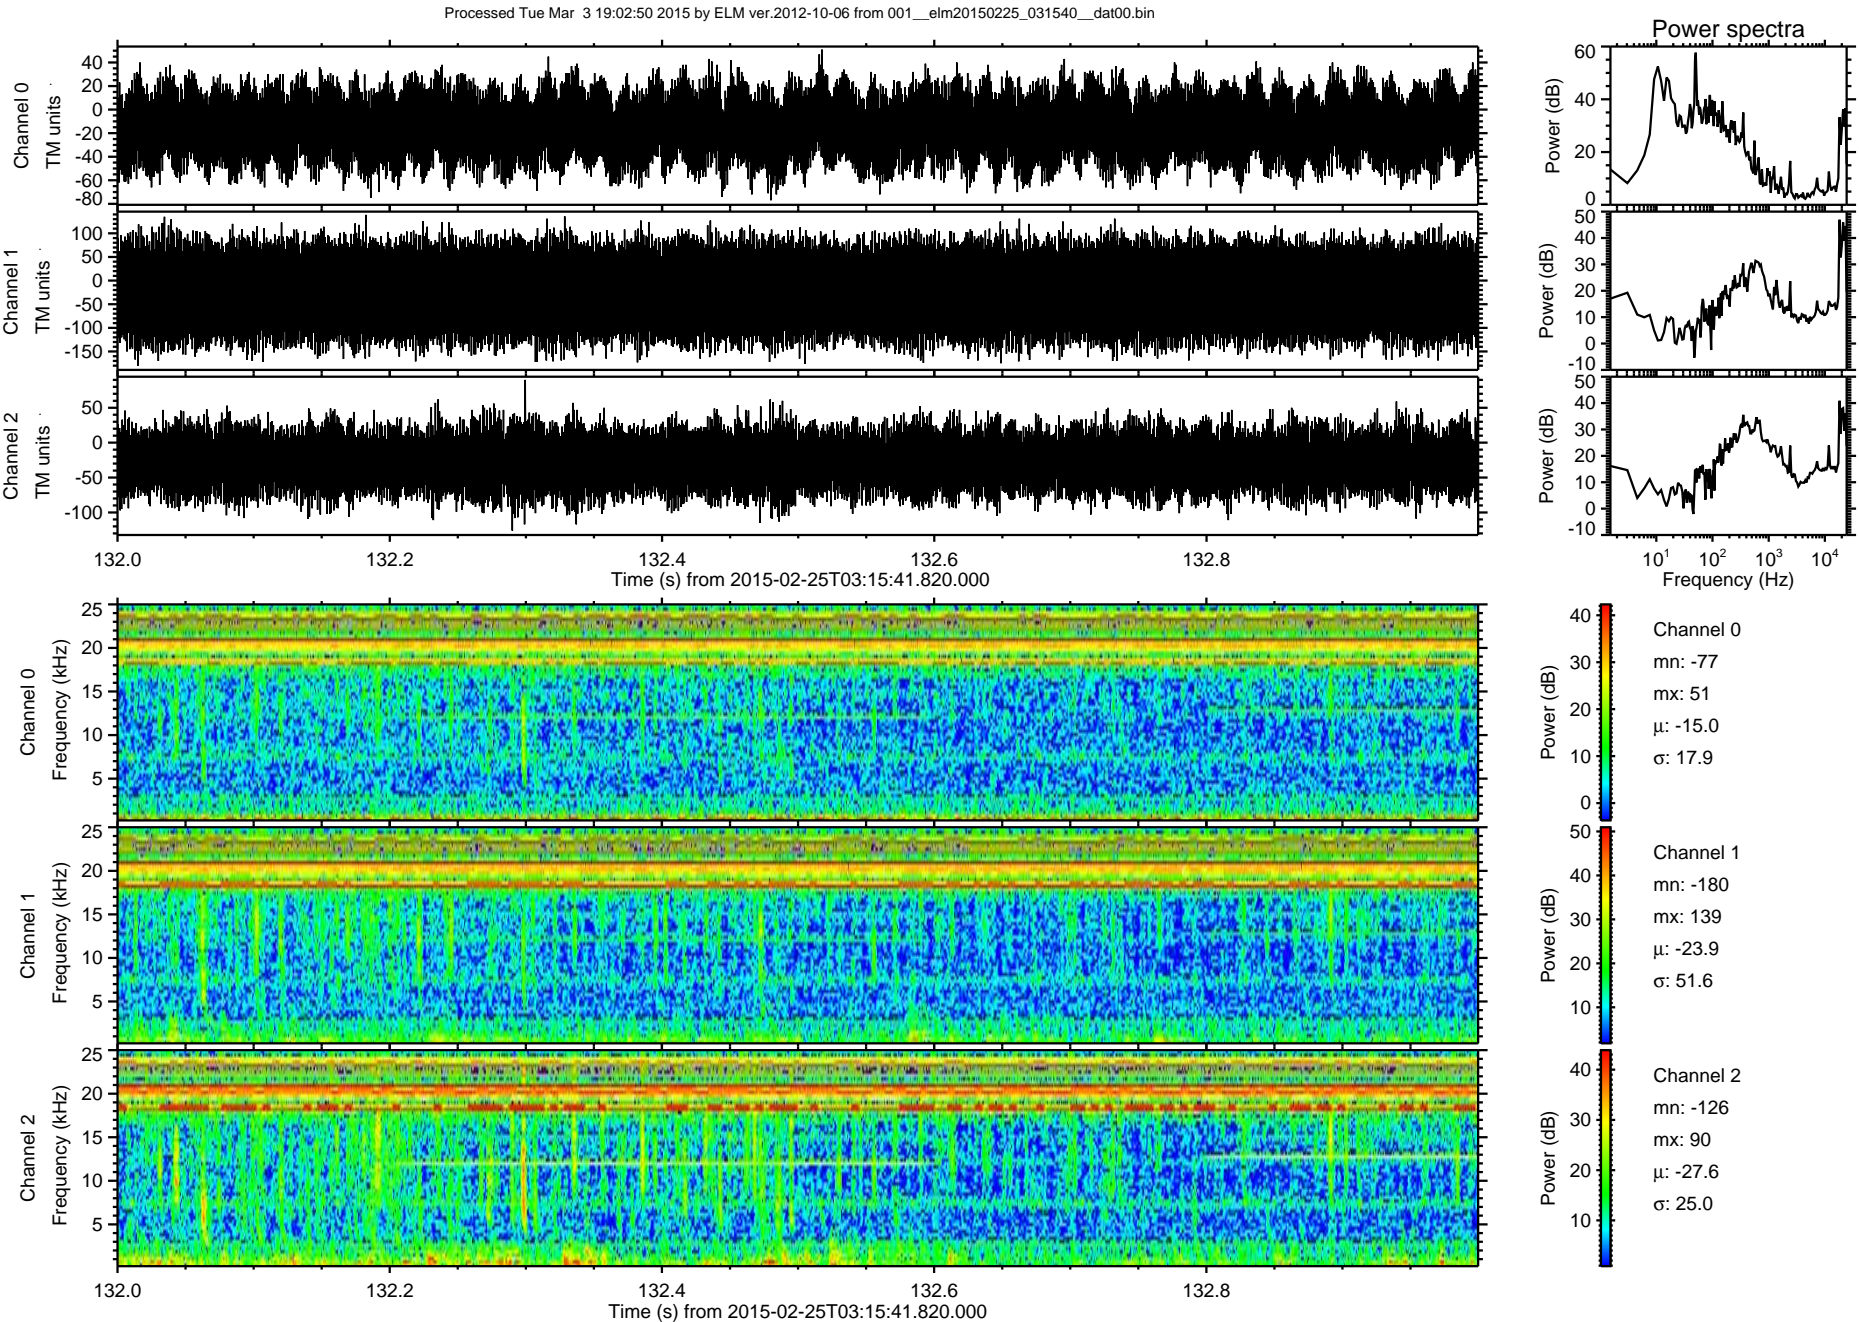 Processed Tue Mar 3 19:02:50 2015 by ELM ver.2012-10-06 from 001__elm20150225_031540__dat00.bin
Power spectra
Channel 0
TM units
40
20
0
-20
-40
-60
-80
Power (dB)
60
40
20
0
Channel 1
TM units
100
50
0
-50
-100
-150
Power (dB)
50
40
30
20
10
0
-10
Channel 2
TM units
50
0
-50
-100
Power (dB)
50
40
30
20
10
0
-10
132.0
132.2
132.4
132.6
132.8
Time (s) from 2015-02-25T03:15:41.820.000
10¹
10²
10³
10⁴
Frequency (Hz)
Channel 0
Frequency (kHz)
25
20
15
10
5
Power (dB)
40
30
20
10
0
Channel 0
mn: -77
mx: 51
μ: -15.0
σ: 17.9
Channel 1
Frequency (kHz)
25
20
15
10
5
Power (dB)
50
40
30
20
10
Channel 1
mn: -180
mx: 139
μ: -23.9
σ: 51.6
Channel 2
Frequency (kHz)
25
20
15
10
5
Power (dB)
40
30
20
10
Channel 2
mn: -126
mx: 90
μ: -27.6
σ: 25.0
132.0
132.2
132.4
132.6
132.8
Time (s) from 2015-02-25T03:15:41.820.000